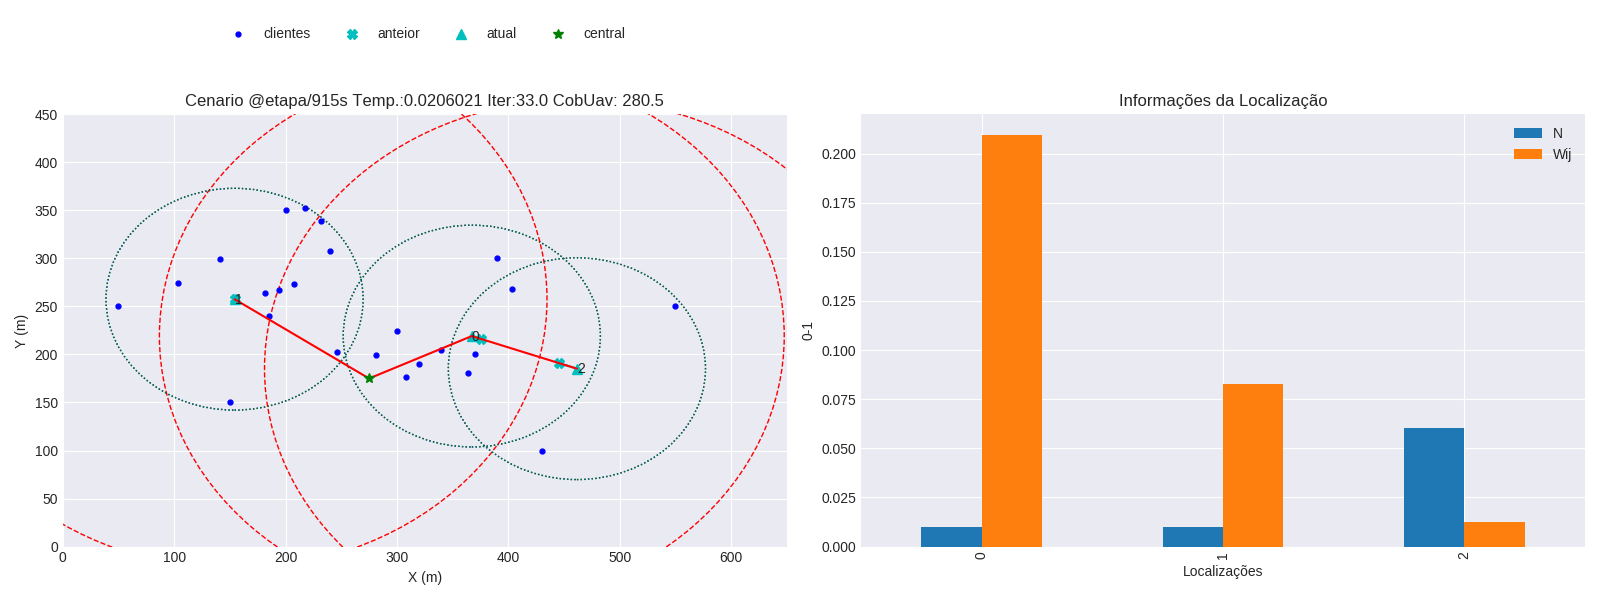 clientes anteior atual central
Cenario @etapa/915s Temp.:0.0206021 Iter:33.0 CobUav: 280.5
450
400
350
300
250
200
150
100
50
0
Y (m)
1
0
2
0 100 200 300 400 500 600
X (m)
Informações da Localização
N
Wij
0.200
0.175
0.150
0.125
0.100
0.075
0.050
0.025
0.000
0-1
0 1 2
Localizações